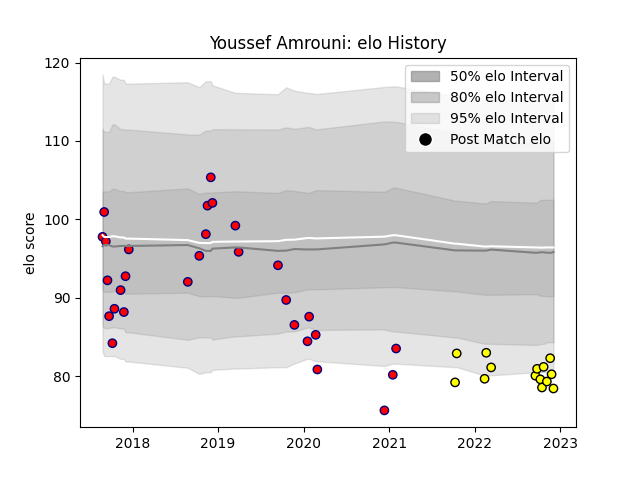 Youssef Amrouni: elo History
120
110
100
90
80
elo score
50% elo Interval
80% elo Interval
95% elo Interval
Post Match elo
2018 2019 2020 2021 2022 2023